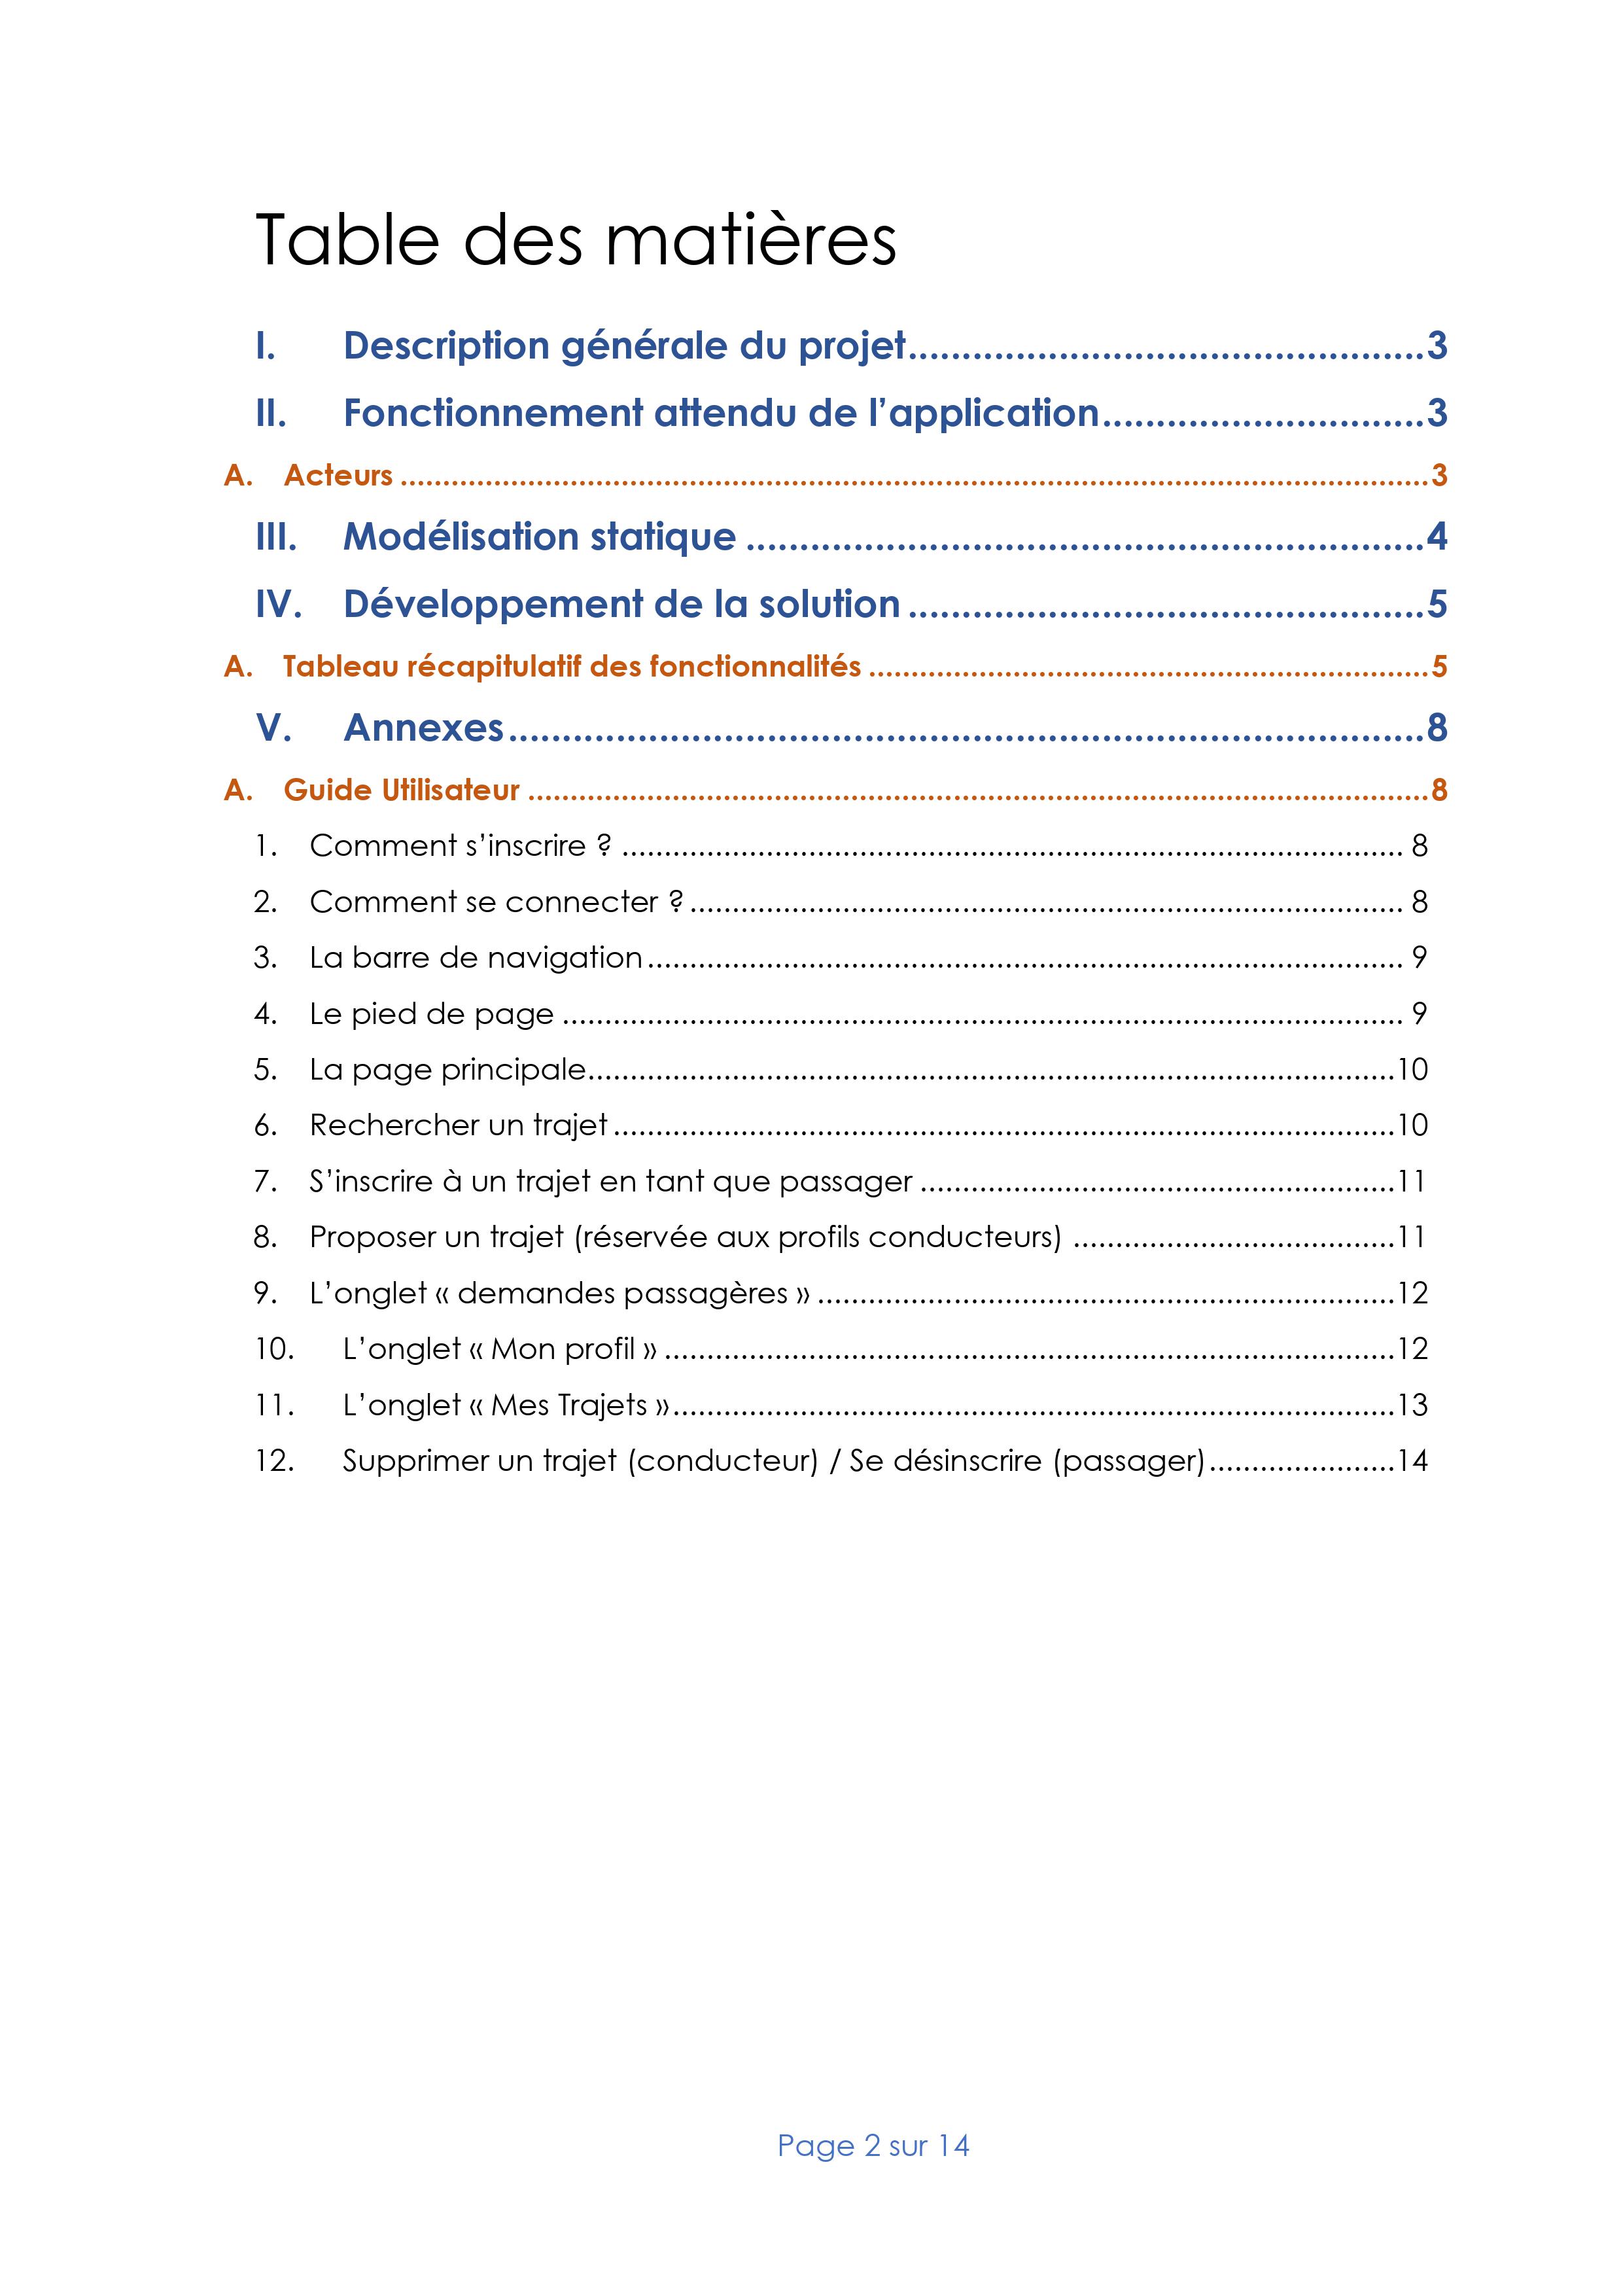 Table des matières
I. Description générale du projet................................................3
II. Fonctionnement attendu de l’application..............................3
A. Acteurs .........................................................................................................................3
III. Modélisation statique ...............................................................4
IV. Développement de la solution ................................................5
A. Tableau récapitulatif des fonctionnalités ..................................................................5
V. Annexes.....................................................................................8
A. Guide Utilisateur ..........................................................................................................8
1. Comment s’inscrire ? ............................................................................................ 8
2. Comment se connecter ?.................................................................................... 8
3. La barre de navigation......................................................................................... 9
4. Le pied de page ................................................................................................... 9
5. La page principale...............................................................................................10
6. Rechercher un trajet............................................................................................10
7. S’inscrire à un trajet en tant que passager ........................................................11
8. Proposer un trajet (réservée aux profils conducteurs) ......................................11
9. L’onglet « demandes passagères »....................................................................12
10. L’onglet « Mon profil »......................................................................................12
11. L’onglet « Mes Trajets ».....................................................................................13
12. Supprimer un trajet (conducteur) / Se désinscrire (passager)......................14
Page 2 sur 14